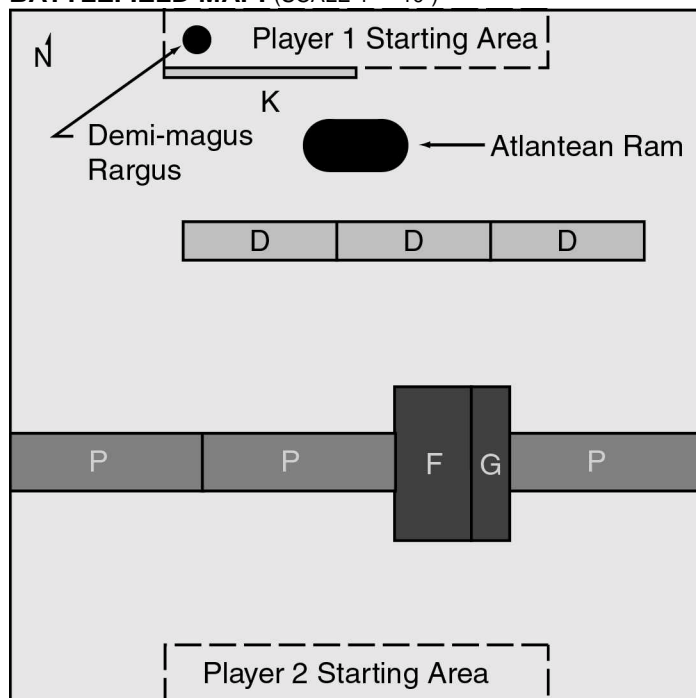 N
Player 1 Starting Area
K
Demi-magus
Rargus
Atlantean Ram
D D D
P P F G P
Player 2 Starting Area